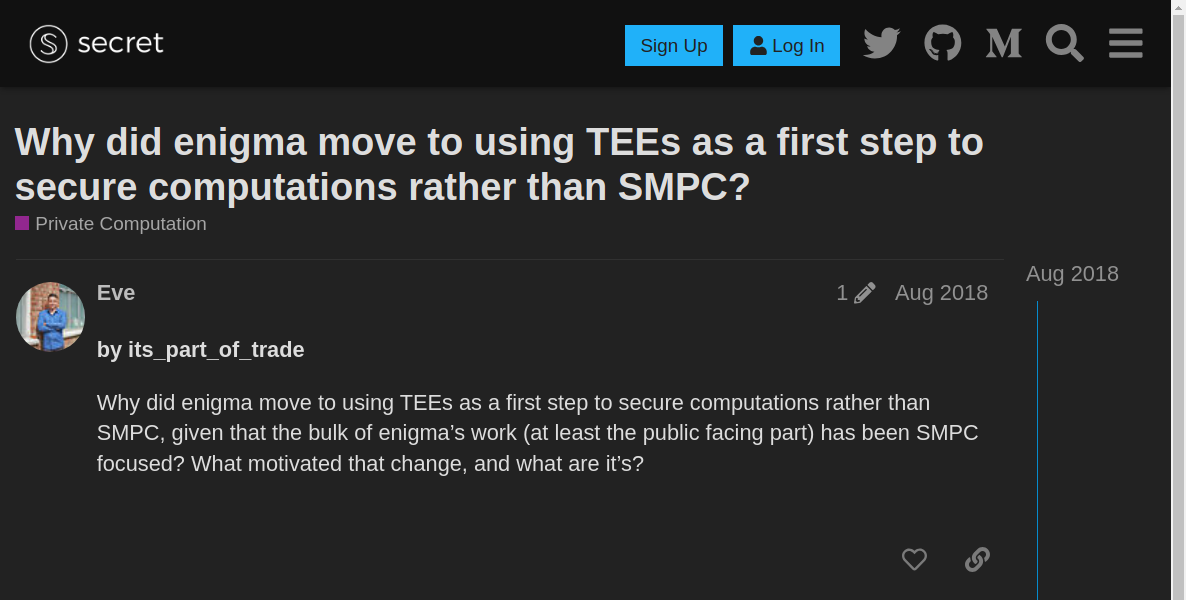 secret
Sign Up
Log In
Why did enigma move to using TEEs as a first step to
secure computations rather than SMPC?
Private Computation
Aug 2018
Eve
1
Aug 2018
by its_part_of_trade
Why did enigma move to using TEEs as a first step to secure computations rather than
SMPC, given that the bulk of enigma’s work (at least the public facing part) has been SMPC
focused? What motivated that change, and what are it’s?